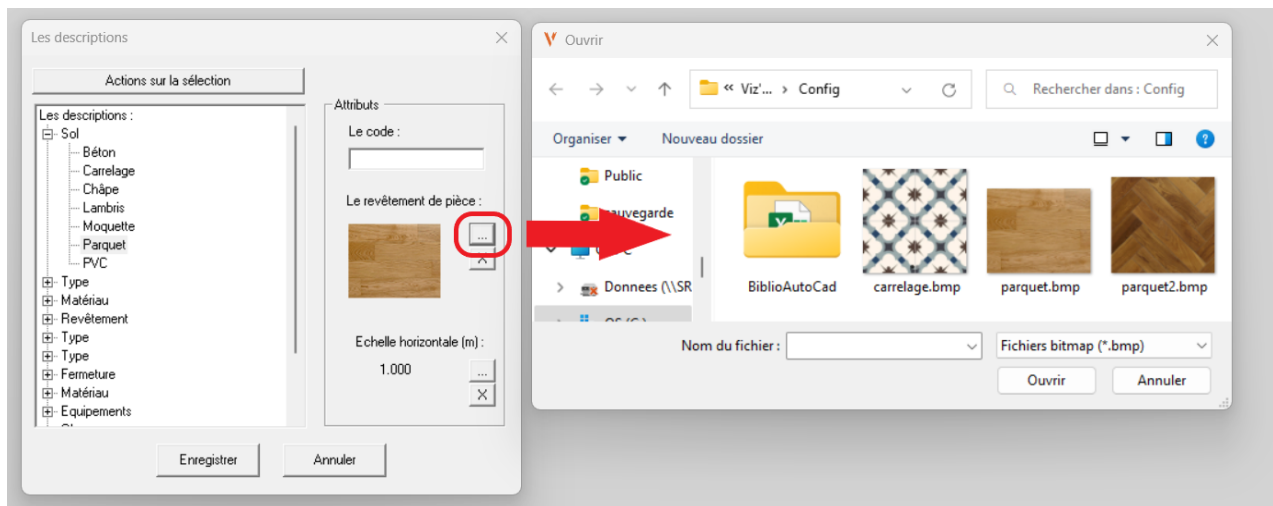 Les descriptions
Actions sur la sélection
Les descriptions :
Sol
Béton
Carrelage
Châpe
Lambris
Moquette
Parquet
PVC
Type
Matériau
Revêtement
Type
Type
Fermeture
Matériau
Equipements
Attributs
Le code :
Le revêtement de pièce :
...
X
Echelle horizontale (m) :
1.000
...
X
Enregistrer
Annuler
Ouvrir
« Viz'... › Config
Rechercher dans : Config
Organiser
Nouveau dossier
Public
sauvegarde
Donnees (\\SR
OS (C:)
BiblioAutoCad
carrelage.bmp
parquet.bmp
parquet2.bmp
Nom du fichier :
Fichiers bitmap (*.bmp)
Ouvrir
Annuler